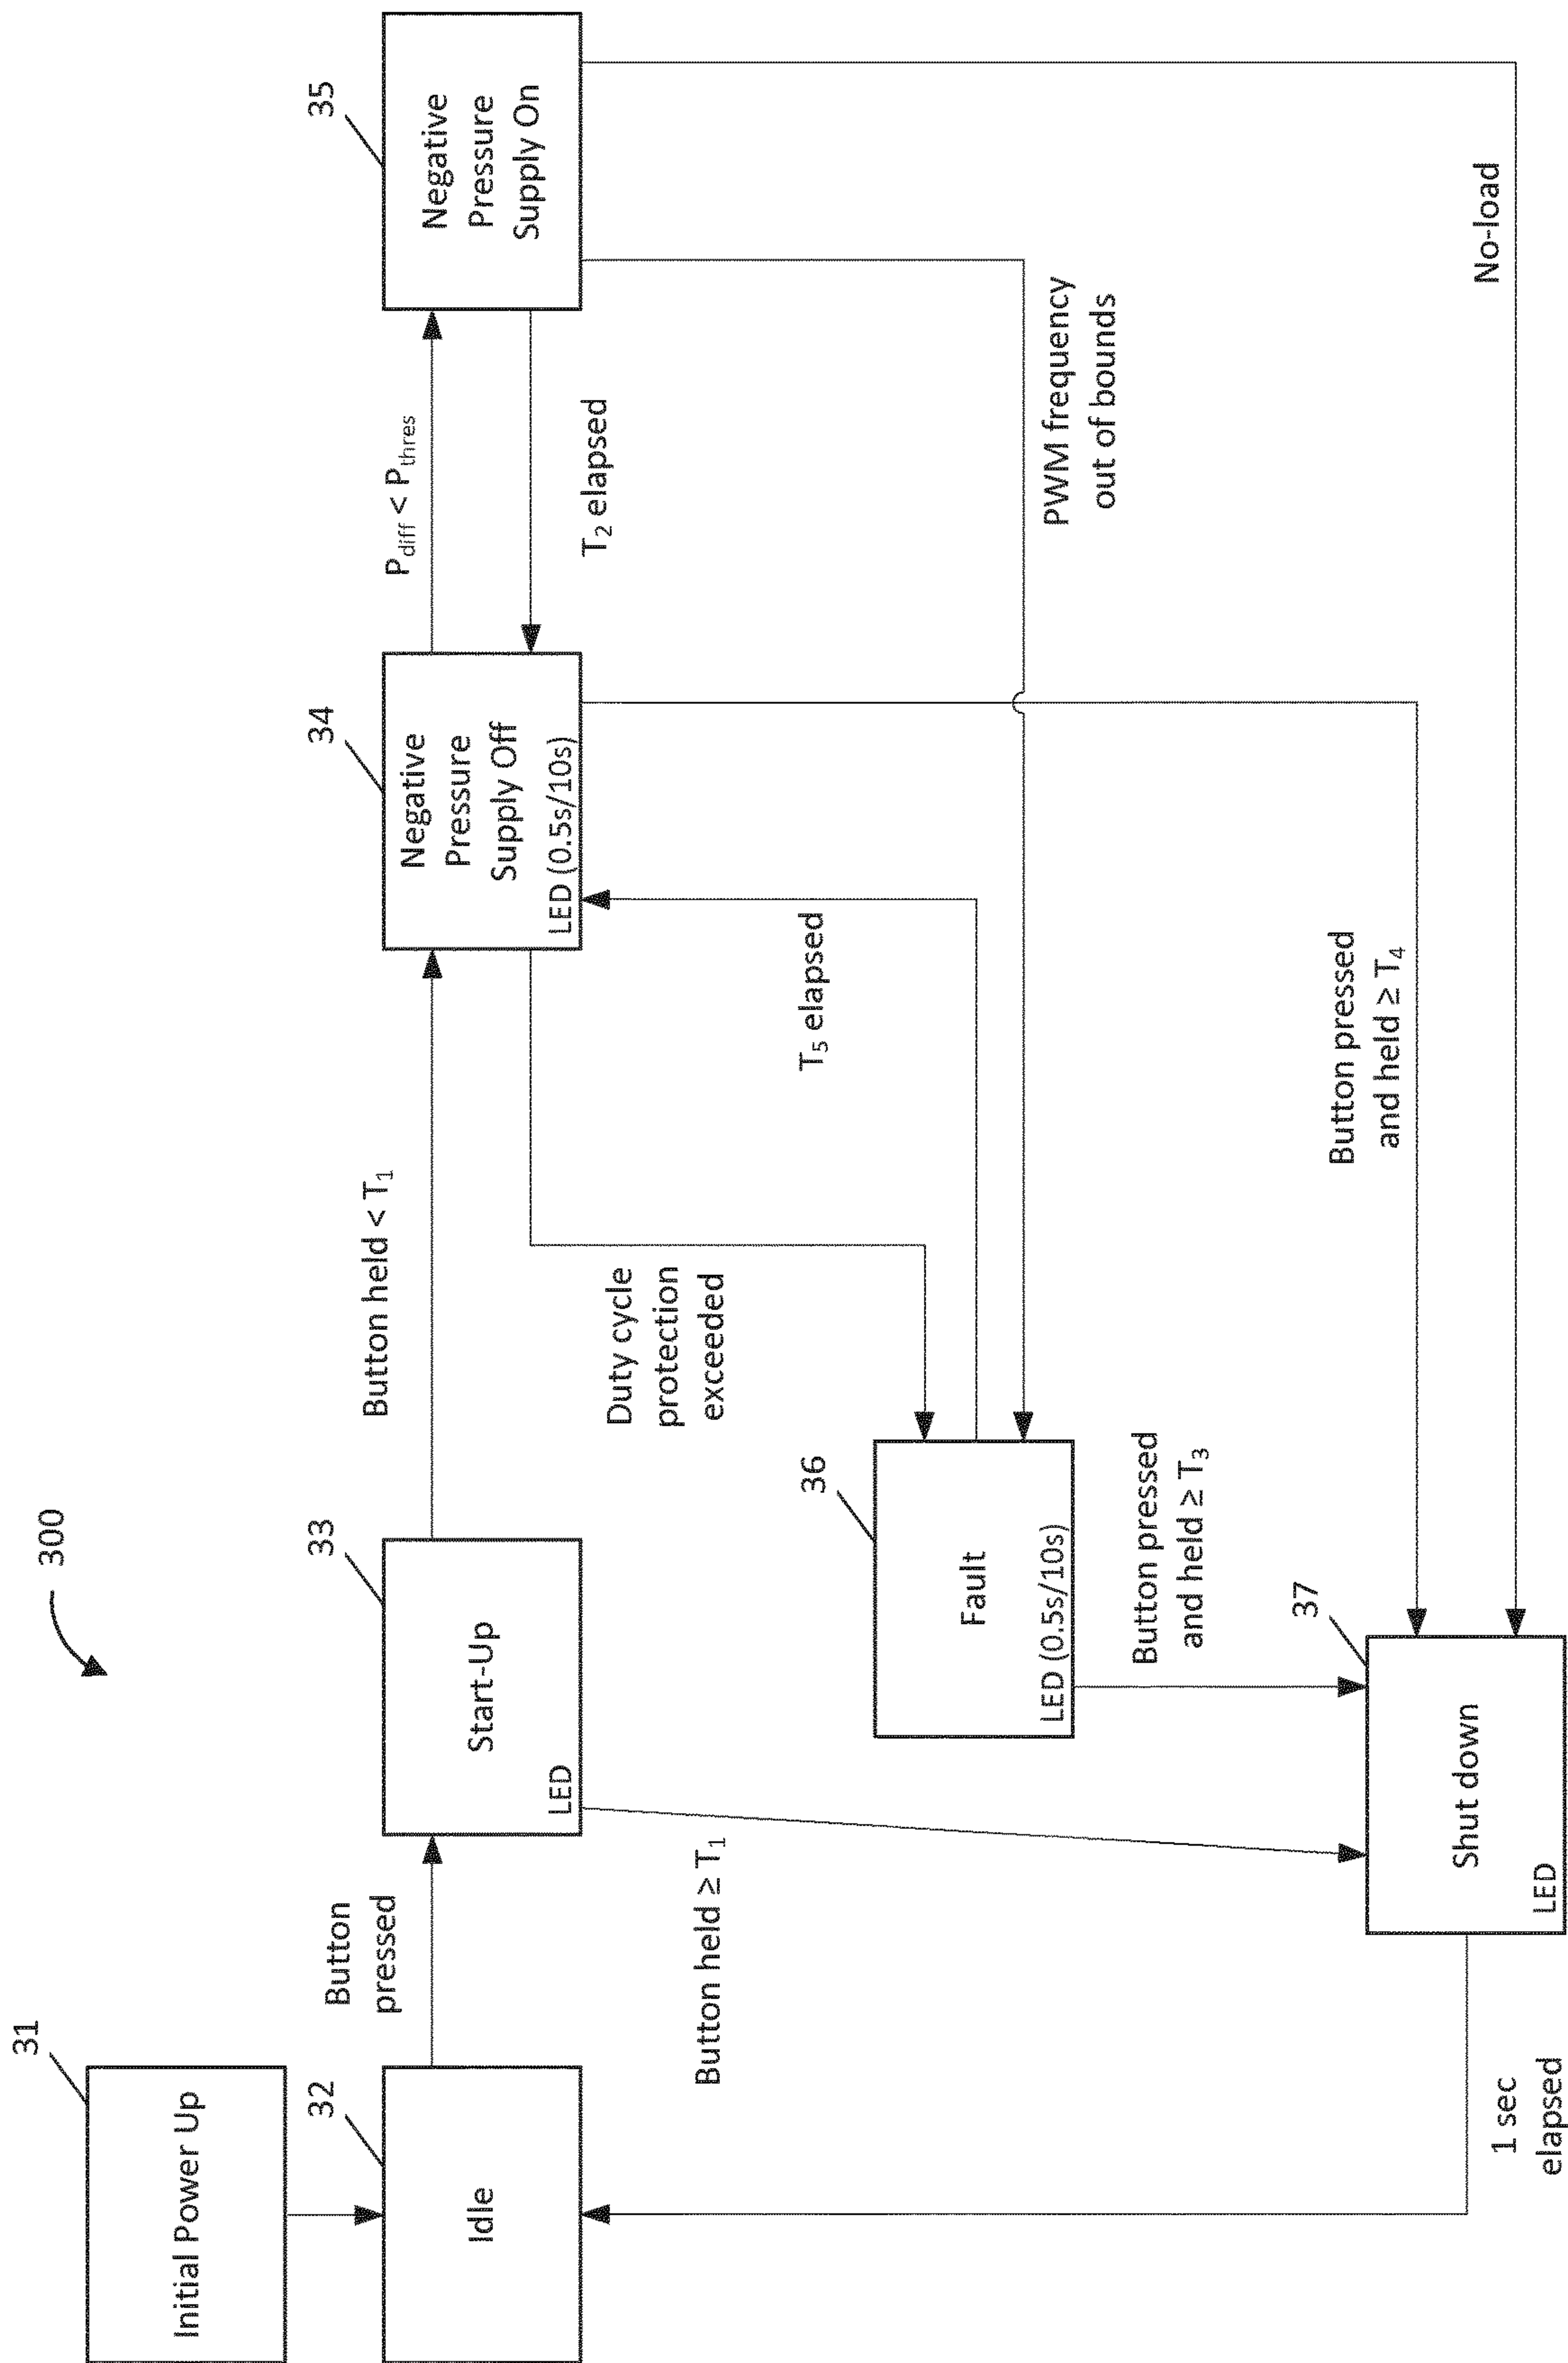 300
31
Initial Power Up
32
Idle
Button
pressed
33
Start-Up
LED
Button held < T₁
34
Negative
Pressure
Supply Off
LED (0.5s/10s)
P_diff < P_thres
T₂ elapsed
35
Negative
Pressure
Supply On
Button held ≥ T₁
Duty cycle
protection
exceeded
T₅ elapsed
PWM frequency
out of bounds
36
Fault
LED (0.5s/10s)
Button pressed
and held ≥ T₃
Button pressed
and held ≥ T₄
No-load
37
Shut down
LED
1 sec
elapsed